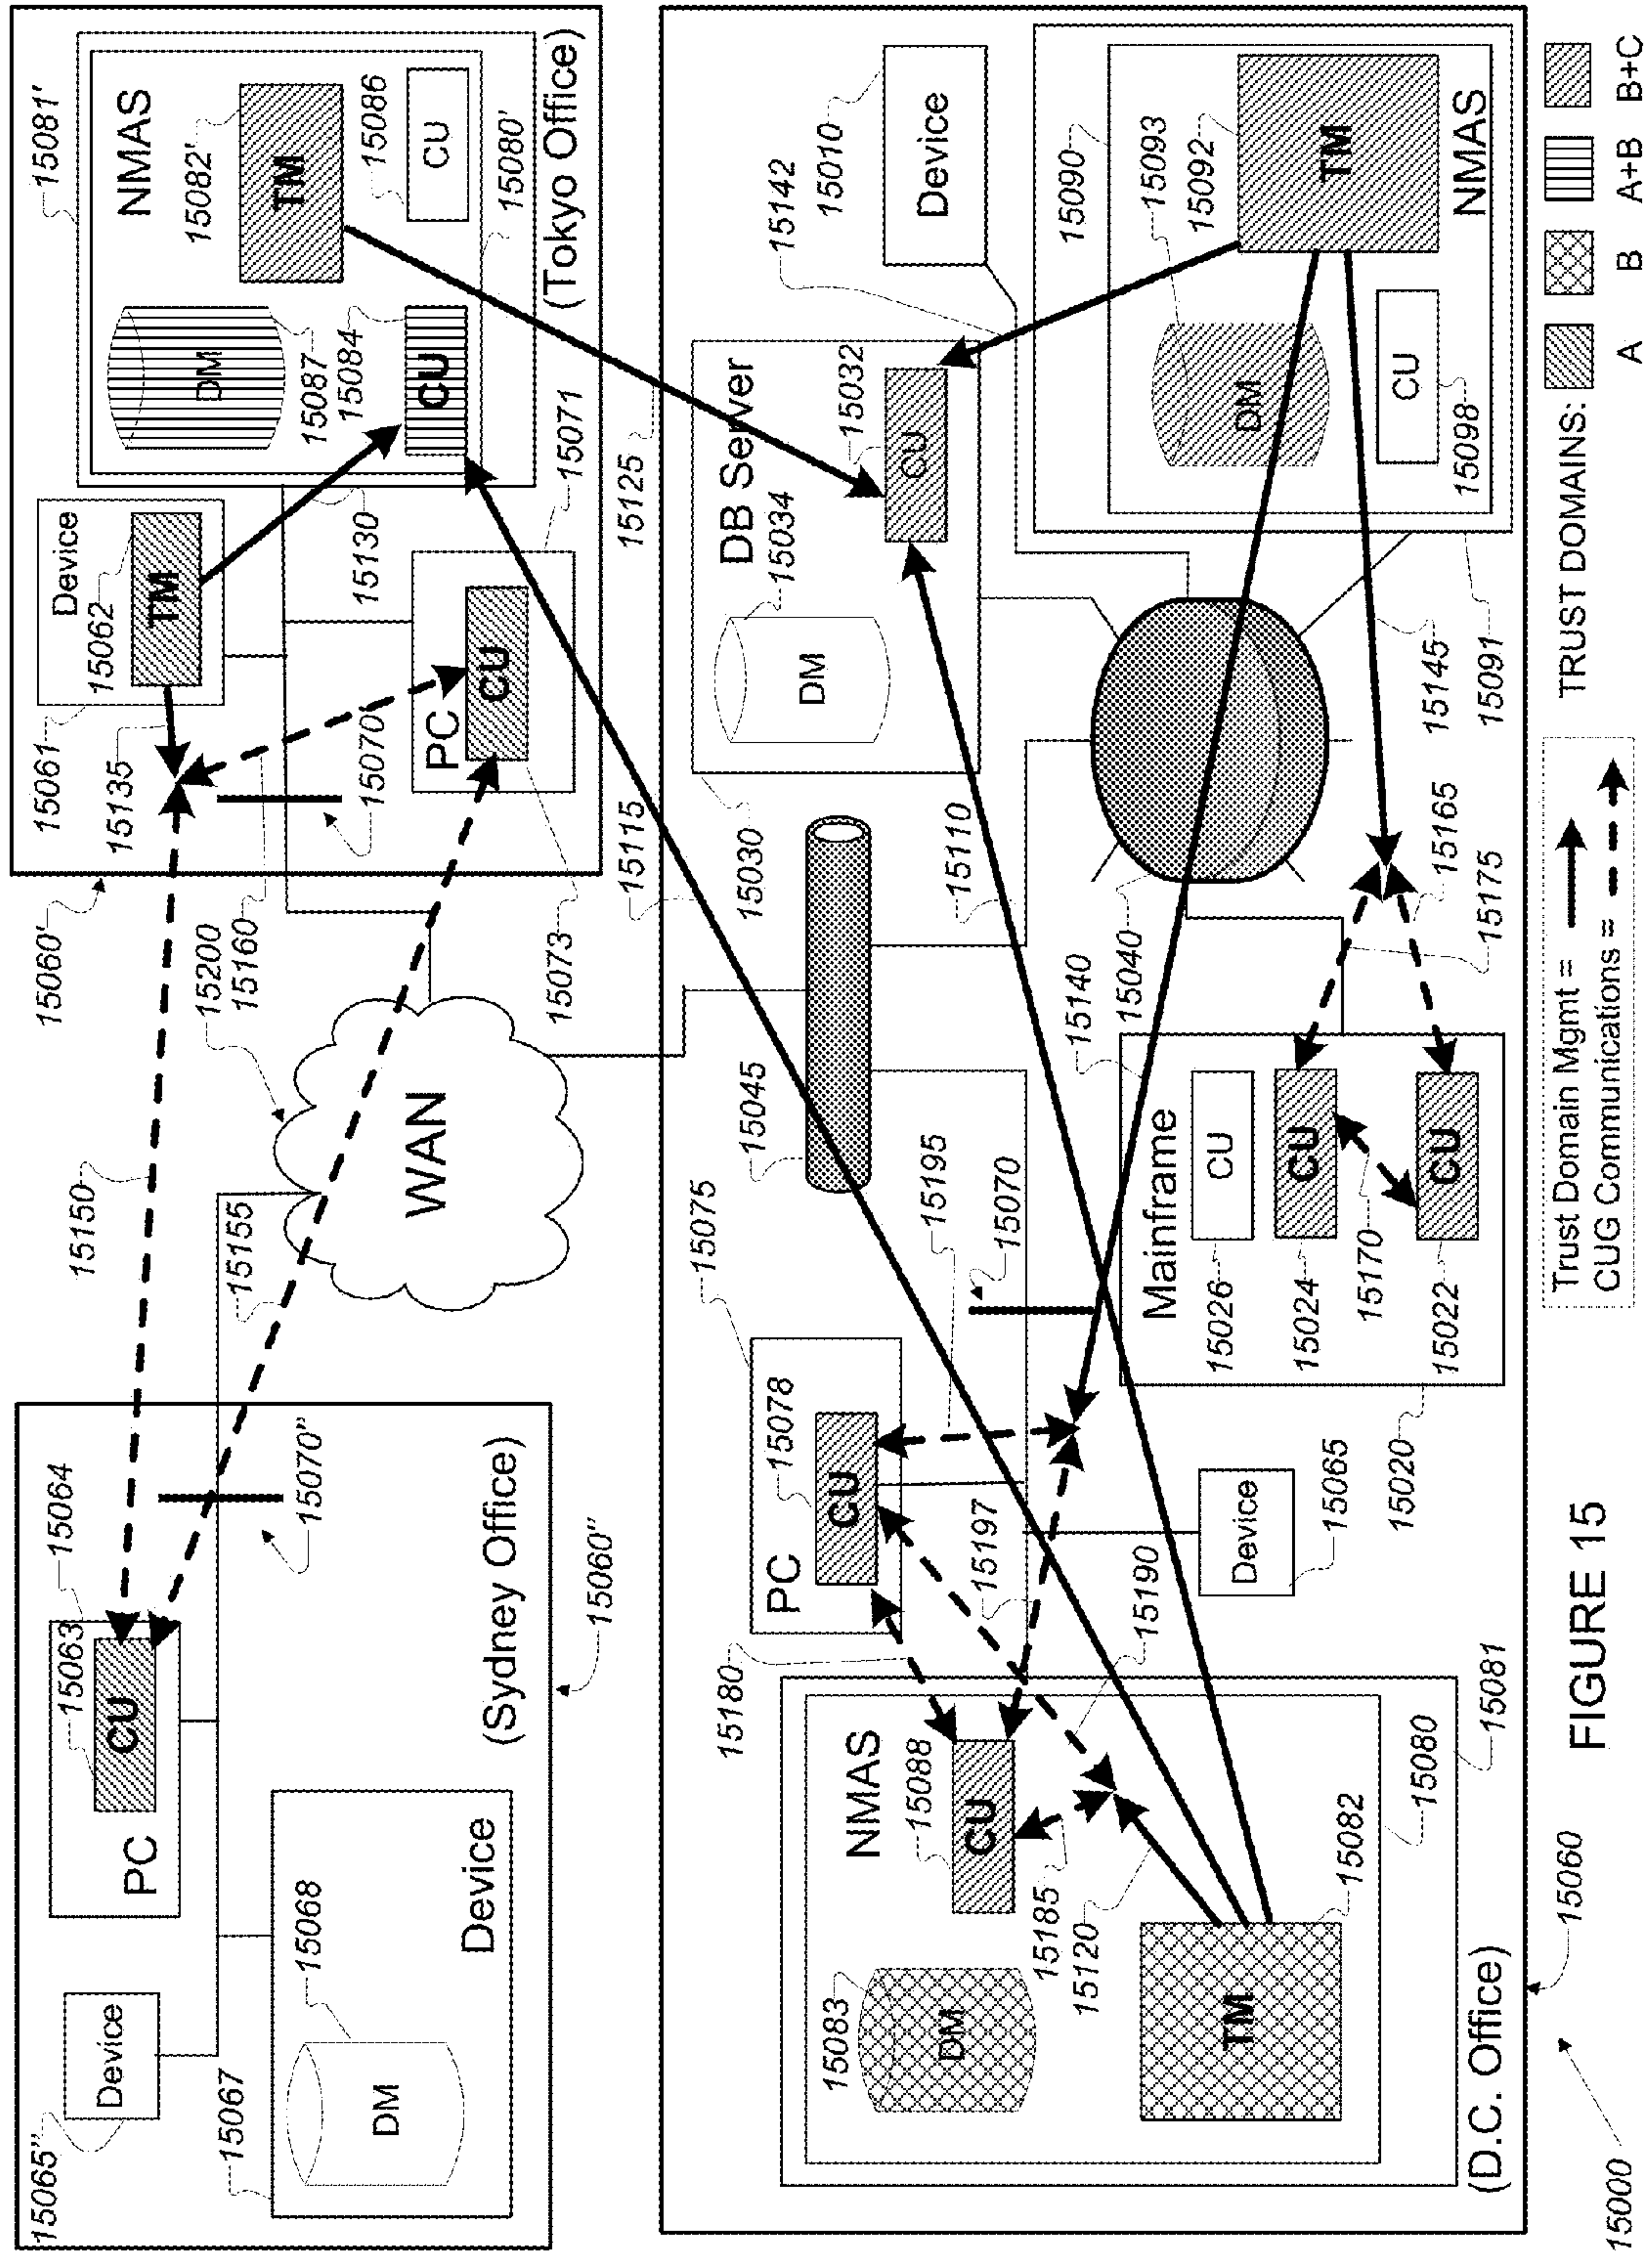 15065"
Device
15067
15068
DM
Device
15064
15063
CU
PC
15070"
(Sydney Office)
15060"
15150
15155
WAN
15200
15160
15060'
15061
15135
Device
15062
TM
15070'
15130
PC
CU
15073
15071
15081'
NMAS
15082'
TM
15086
CU
15080'
DM
15087
15084
CU
(Tokyo Office)
15115
15125
15075
15078
PC
CU
15180
15195
15070
15197
15190
15045
15030
15110
DB Server
15034
DM
15032
CU
15142
15010
Device
NMAS
15088
CU
15083
DM
15185
15120
TM
15082
15080
15081
Device
15065
15020
Mainframe
15026
CU
15024
CU
15170
15022
CU
15140
15040
15165
15175
15145
15091
15090
15093
15092
DM
TM
CU
15098
NMAS
(D.C. Office)
15060
15000
FIGURE 15
Trust Domain Mgmt =
CUG Communications =
TRUST DOMAINS:
A
B
A+B
B+C